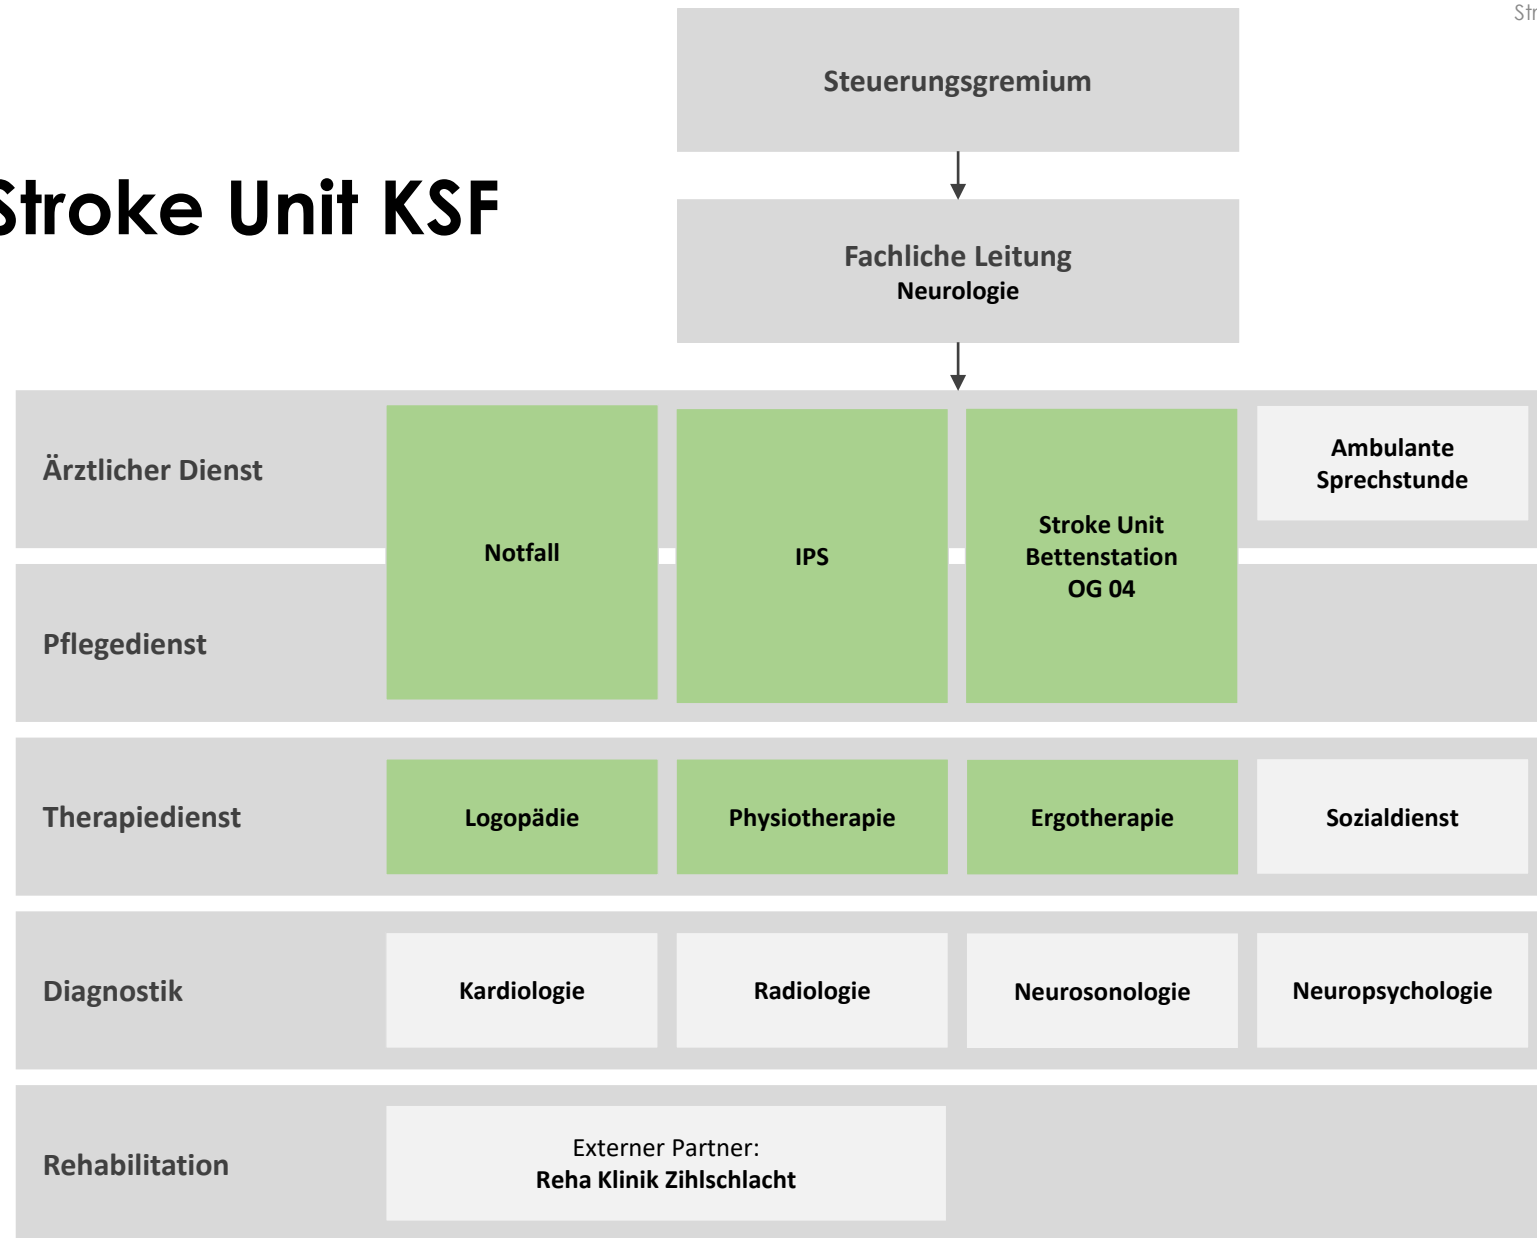 Steuerungsgremium
Stroke Unit KSF
Fachliche Leitung
Neurologie
Ärztlicher Dienst
Notfall
IPS
Stroke Unit
Bettenstation
OG 04
Ambulante
Sprechstunde
Pflegedienst
Therapiedienst
Logopädie
Physiotherapie
Ergotherapie
Sozialdienst
Diagnostik
Kardiologie
Radiologie
Neurosonologie
Neuropsychologie
Rehabilitation
Externer Partner:
Reha Klinik Zihlschlacht